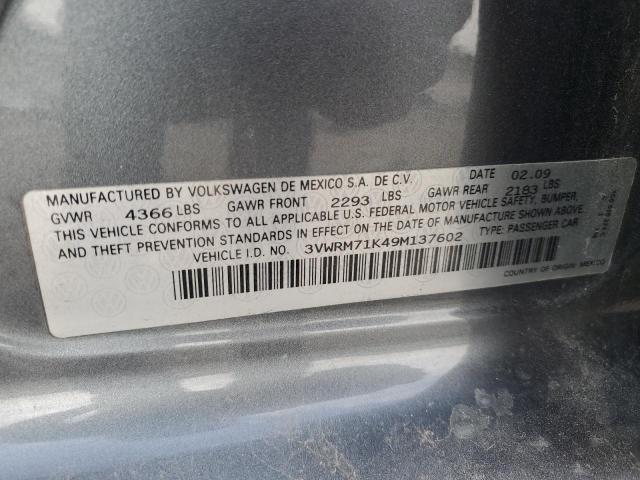 MANUFACTURED BY VOLKSWAGEN DE MEXICO S.A. DE C.V. DATE 02.09
GVWR 4366 LBS GAWR FRONT 2293 LBS GAWR REAR 2183 LBS
THIS VEHICLE CONFORMS TO ALL APPLICABLE U.S. FEDERAL MOTOR VEHICLE SAFETY, BUMPER,
AND THEFT PREVENTION STANDARDS IN EFFECT ON THE DATE OF MANUFACTURE SHOWN ABOVE.
VEHICLE I.D. NO. 3VWRM71K49M137602 TYPE: PASSENGER CAR
COUNTRY OF ORIGIN: MEXICO